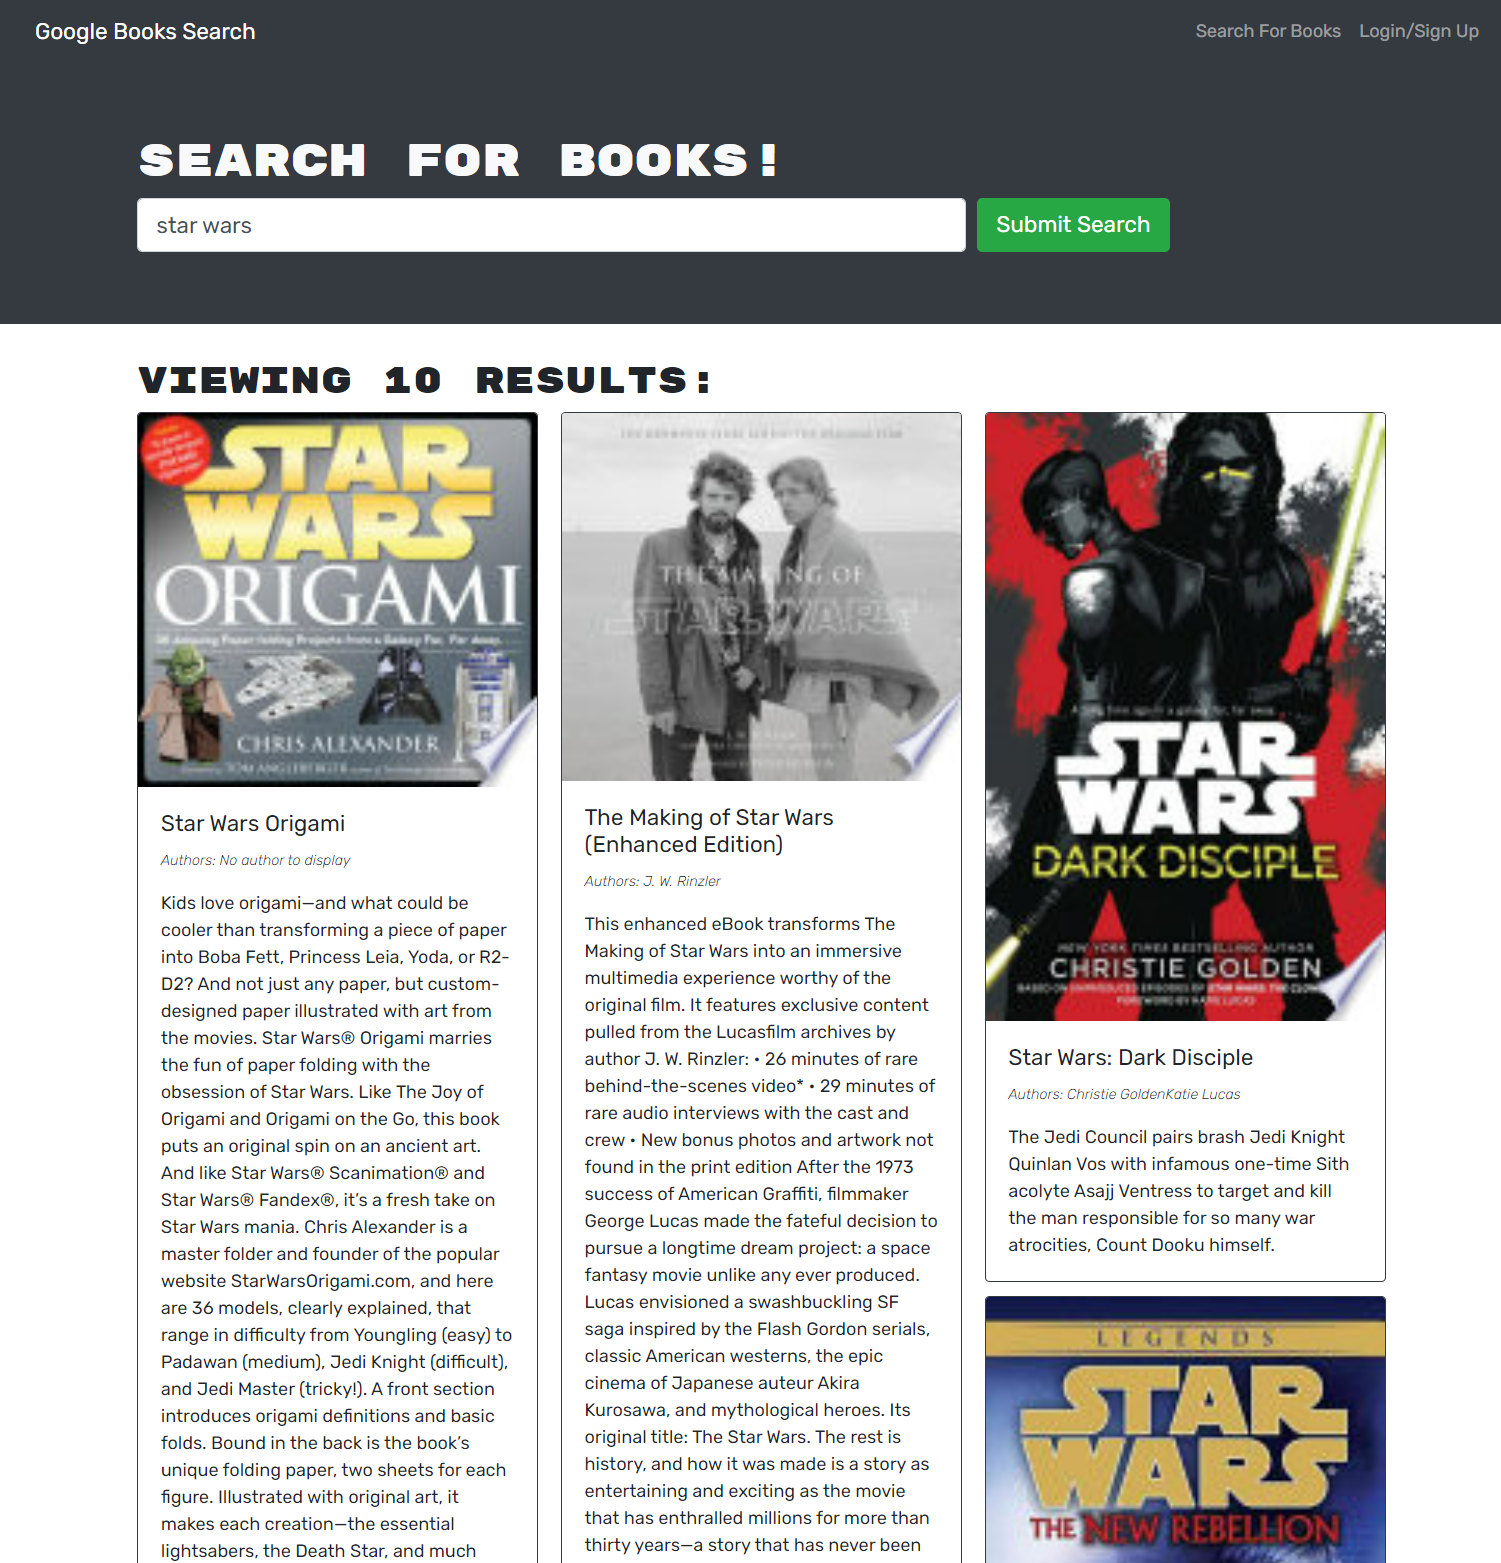 Google Books Search
Search For Books
Login/Sign Up
SEARCH FOR BOOKS!
star wars
Submit Search
VIEWING 10 RESULTS:
STAR
WARS
ORIGAMI
36 Amazing Paper-folding Projects from a Galaxy Far, Far Away...
CHRIS ALEXANDER
Star Wars Origami
Authors: No author to display
Kids love origami—and what could be
cooler than transforming a piece of paper
into Boba Fett, Princess Leia, Yoda, or R2-
D2? And not just any paper, but custom-
designed paper illustrated with art from
the movies. Star Wars® Origami marries
the fun of paper folding with the
obsession of Star Wars. Like The Joy of
Origami and Origami on the Go, this book
puts an original spin on an ancient art.
And like Star Wars® Scanimation® and
Star Wars® Fandex®, it’s a fresh take on
Star Wars mania. Chris Alexander is a
master folder and founder of the popular
website StarWarsOrigami.com, and here
are 36 models, clearly explained, that
range in difficulty from Youngling (easy) to
Padawan (medium), Jedi Knight (difficult),
and Jedi Master (tricky!). A front section
introduces origami definitions and basic
folds. Bound in the back is the book’s
unique folding paper, two sheets for each
figure. Illustrated with original art, it
makes each creation—the essential
lightsabers, the Death Star, and much
THE MAKING OF
STAR WARS
The Making of Star Wars
(Enhanced Edition)
Authors: J. W. Rinzler
This enhanced eBook transforms The
Making of Star Wars into an immersive
multimedia experience worthy of the
original film. It features exclusive content
pulled from the Lucasfilm archives by
author J. W. Rinzler: • 26 minutes of rare
behind-the-scenes video* • 29 minutes of
rare audio interviews with the cast and
crew • New bonus photos and artwork not
found in the print edition After the 1973
success of American Graffiti, filmmaker
George Lucas made the fateful decision to
pursue a longtime dream project: a space
fantasy movie unlike any ever produced.
Lucas envisioned a swashbuckling SF
saga inspired by the Flash Gordon serials,
classic American westerns, the epic
cinema of Japanese auteur Akira
Kurosawa, and mythological heroes. Its
original title: The Star Wars. The rest is
history, and how it was made is a story as
entertaining and exciting as the movie
that has enthralled millions for more than
thirty years—a story that has never been
STAR
WARS
DARK DISCIPLE
NEW YORK TIMES BESTSELLING AUTHOR
CHRISTIE GOLDEN
Star Wars: Dark Disciple
Authors: Christie GoldenKatie Lucas
The Jedi Council pairs brash Jedi Knight
Quinlan Vos with infamous one-time Sith
acolyte Asajj Ventress to target and kill
the man responsible for so many war
atrocities, Count Dooku himself.
LEGENDS
STAR
WARS
THE NEW REBELLION